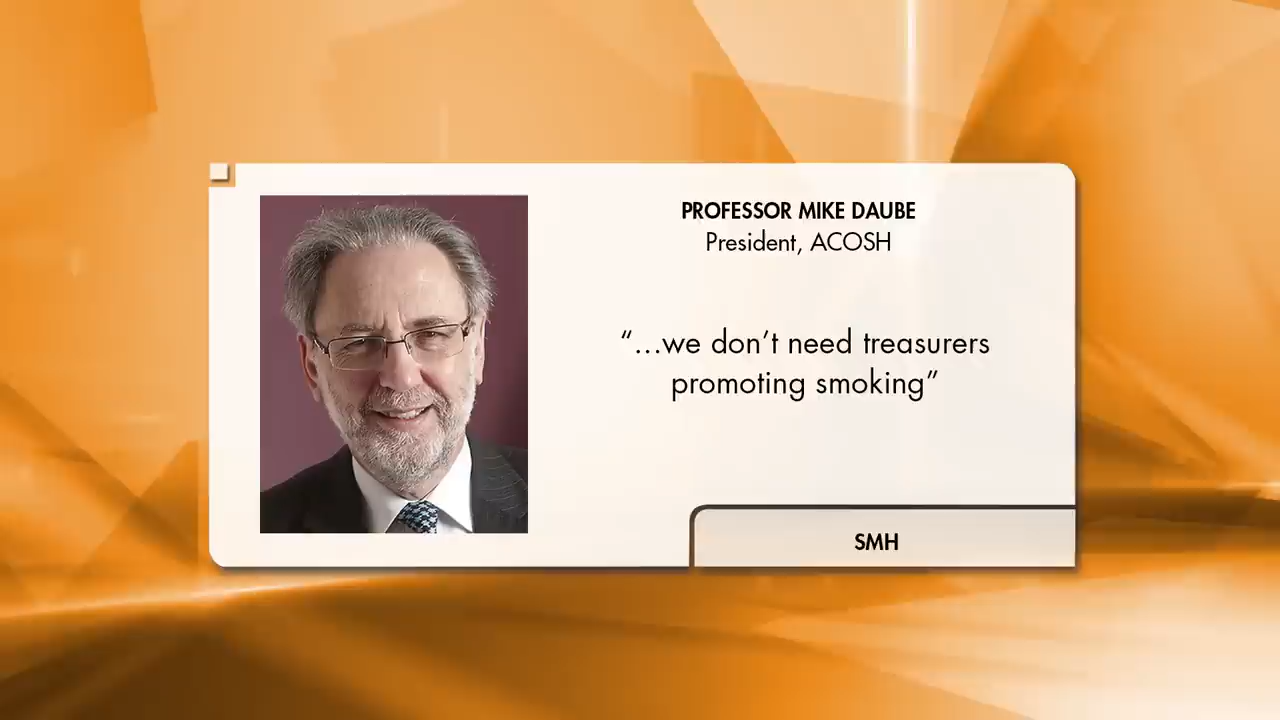 PROFESSOR MIKE DAUBE
President, ACOSH
“...we don’t need treasurers
promoting smoking”
SMH